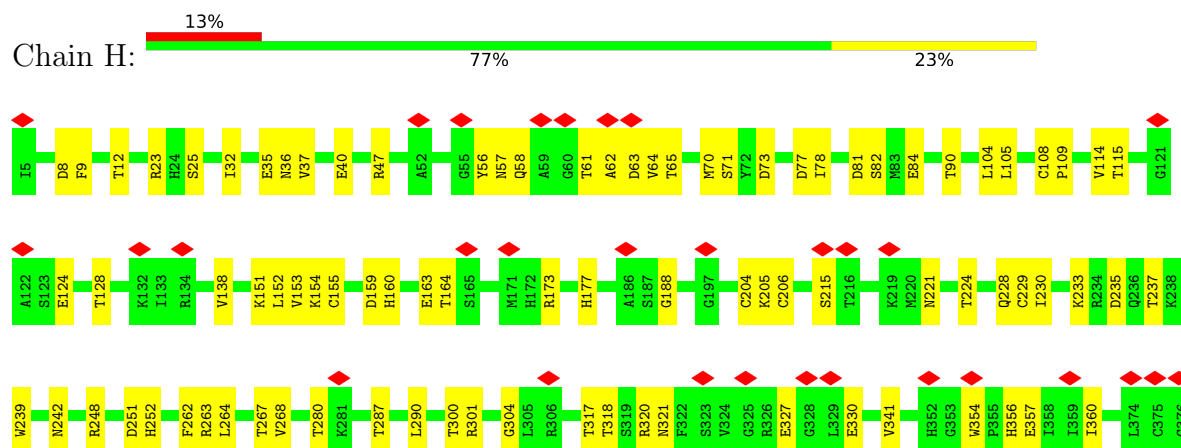 13%
Chain H:
77% 23%
I5 D8 F9 T12 R23 H24 S25 I32 E35 N36 V37 E40 R47 A52 G55 Y56 N57 Q58 A59 G60 T61 A62 D63 V64 T65 M70 S71 Y72 D73 D77 I78 D81 S82 M83 E84 T90 L104 L105 C108 P109 V114 T115 G121
A122 S123 E124 T128 K132 I133 R134 V138 K151 L152 V153 K154 C155 D159 H160 E163 T164 S165 M171 H172 R173 H177 A186 S187 G188 G197 C204 K205 C206 S215 T216 K219 M220 N221 T224 Q228 C229 I230 K233 R234 D235 Q236 T237 K238
W239 N242 R248 D251 H252 F262 R263 L264 T267 V268 T280 K281 T287 L290 T300 R301 G304 L305 R306 T317 T318 S319 R320 N321 F322 S323 V324 G325 R326 E327 G328 L329 E330 V341 H352 G353 W354 P355 H356 E357 I358 I359 I360 L374 G375